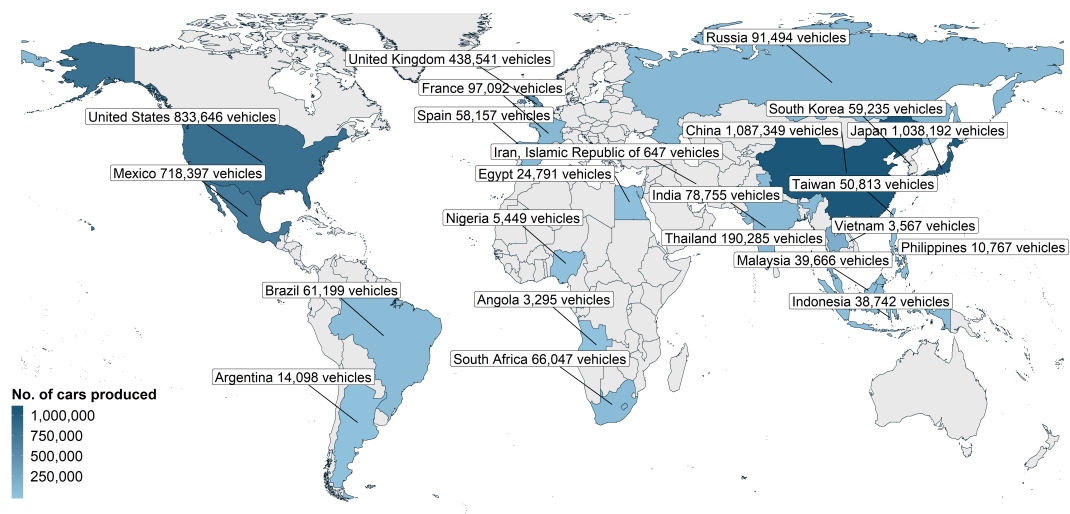 Russia 91,494 vehicles
United Kingdom 438,541 vehicles
France 97,092 vehicles
South Korea 59,235 vehicles
Spain 58,157 vehicles
United States 833,646 vehicles
China 1,087,349 vehicles
Japan 1,038,192 vehicles
Iran, Islamic Republic of 647 vehicles
Mexico 718,397 vehicles
Egypt 24,791 vehicles
Taiwan 50,813 vehicles
India 78,755 vehicles
Nigeria 5,449 vehicles
Vietnam 3,567 vehicles
Thailand 190,285 vehicles
Philippines 10,767 vehicles
Malaysia 39,666 vehicles
Brazil 61,199 vehicles
Angola 3,295 vehicles
Indonesia 38,742 vehicles
South Africa 66,047 vehicles
Argentina 14,098 vehicles
No. of cars produced
1,000,000
750,000
500,000
250,000